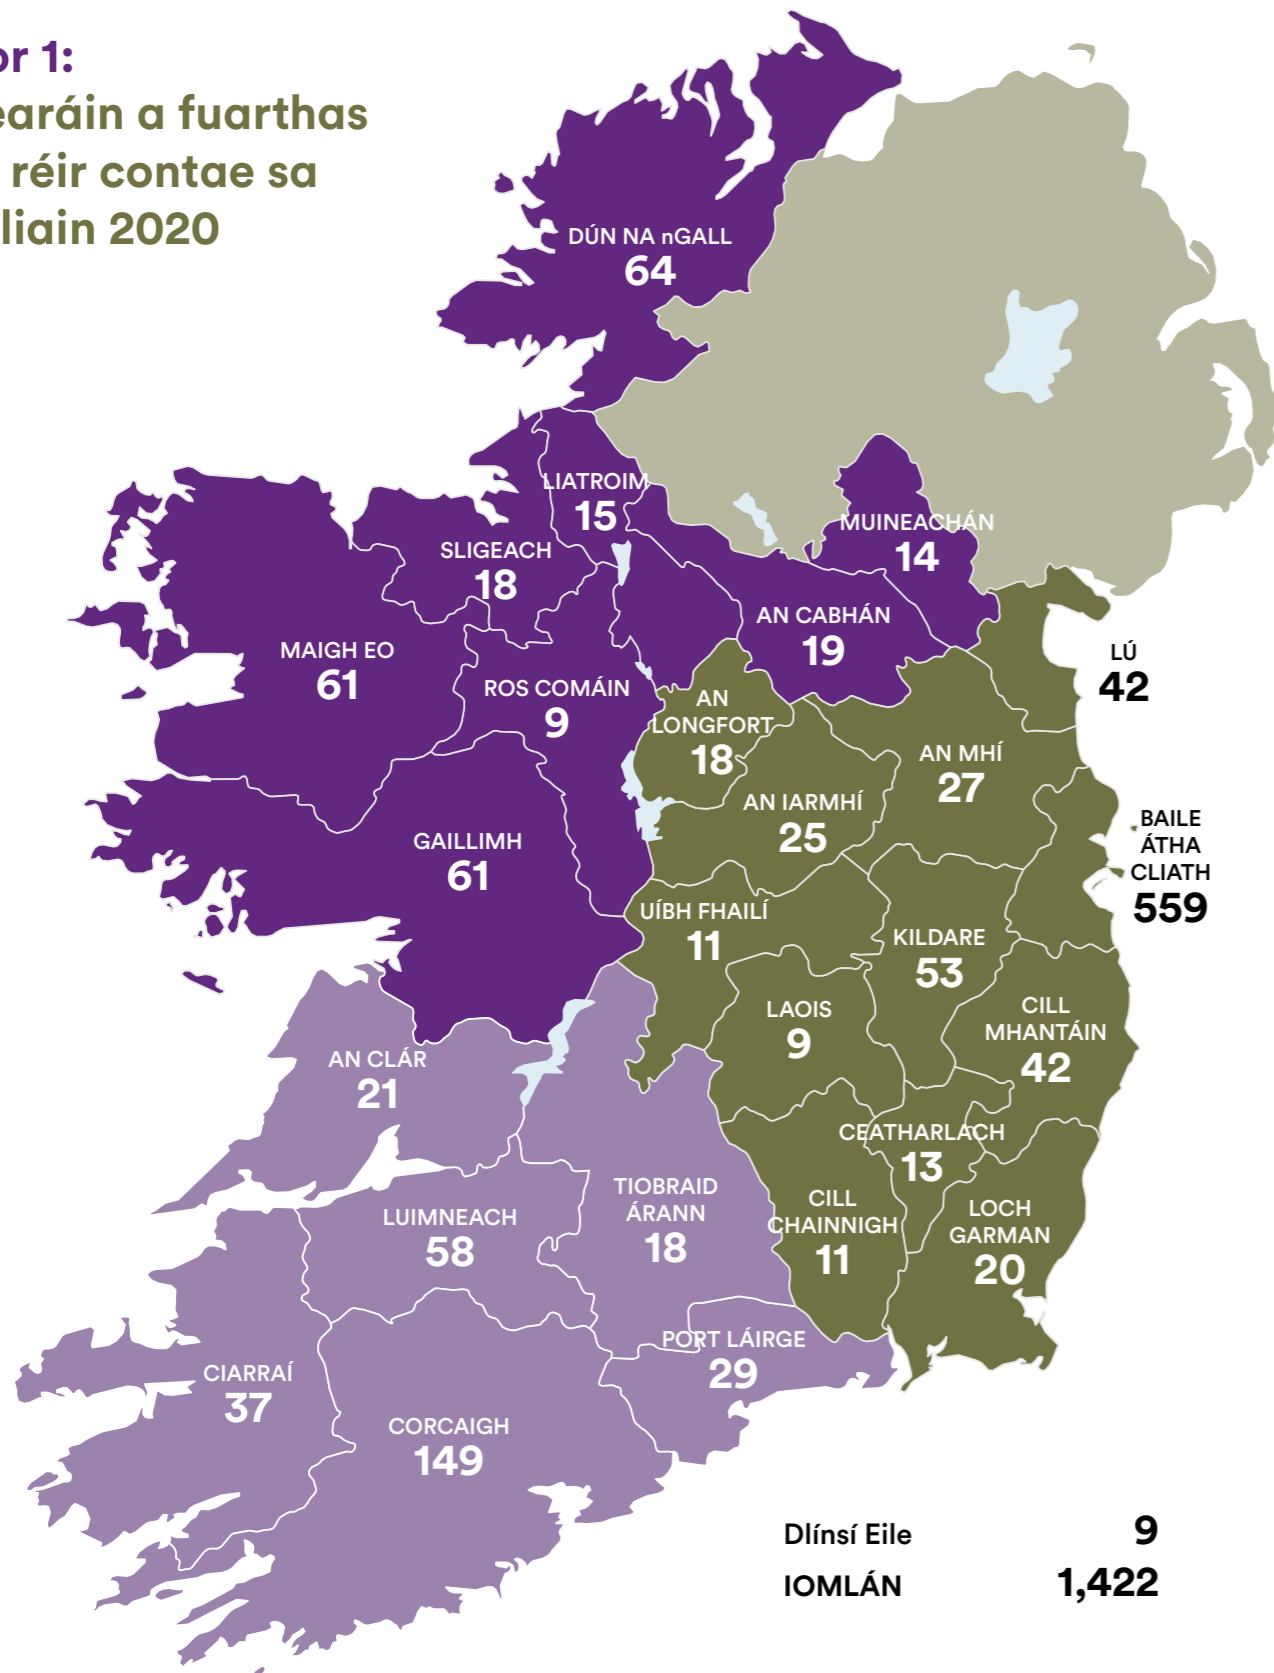 or 1:
earáin a fuarthas
réir contae sa
liain 2020
DÚN NA nGALL
64
LIATROIM
15
MUINEACHÁN
14
SLIGEACH
18
AN CABHÁN
19
MAIGH EO
61
LÚ
42
ROS COMÁIN
9
AN
LONGFORT
18
AN MHÍ
27
AN IARMHÍ
25
BAILE
ÁTHA
CLIATH
559
GAILLIMH
61
UÍBH FHAILÍ
11
KILDARE
53
LAOIS
9
CILL
MHANTÁIN
42
AN CLÁR
21
CEATHARLACH
13
TIOBRAID
ÁRANN
18
CILL
CHAINNIGH
11
LOCH
GARMAN
20
LUIMNEACH
58
PORT LÁIRGE
29
CIARRAÍ
37
CORCAIGH
149
Dlínsí Eile 9
IOMLÁN 1,422